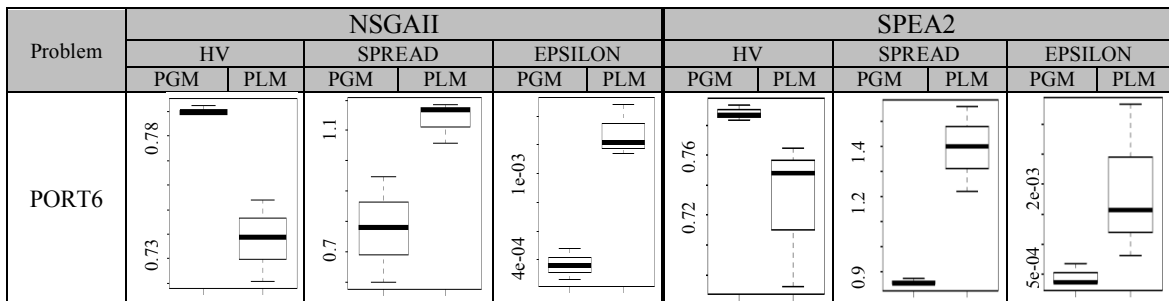 Problem NSGAII SPEA2
HV SPREAD EPSILON HV SPREAD EPSILON
PGM PLM PGM PLM PGM PLM PGM PLM PGM PLM PGM PLM
PORT6
0.78
0.73
1.1
0.7
1e-03
4e-04
0.76
0.72
1.4
1.2
0.9
2e-03
5e-04